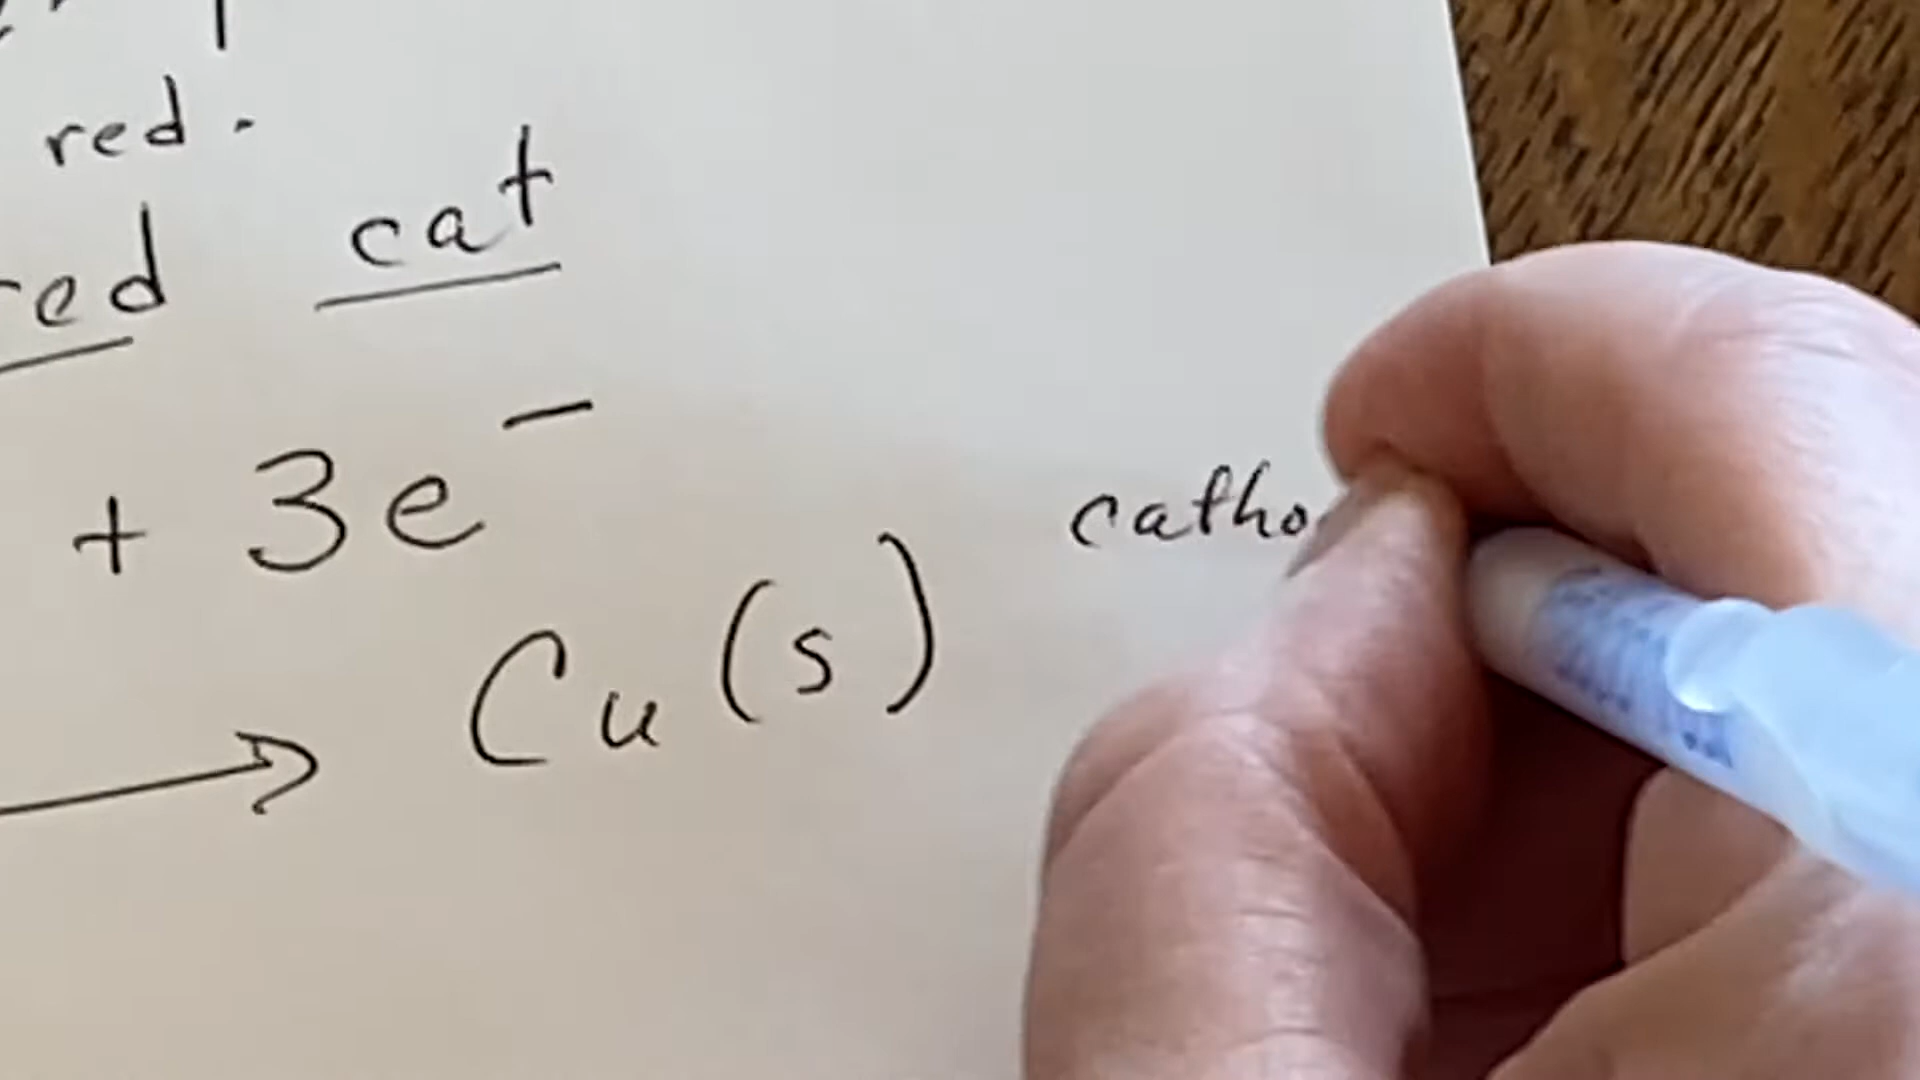 red.
red cat
+ 3e⁻
→ Cu(s)
catho